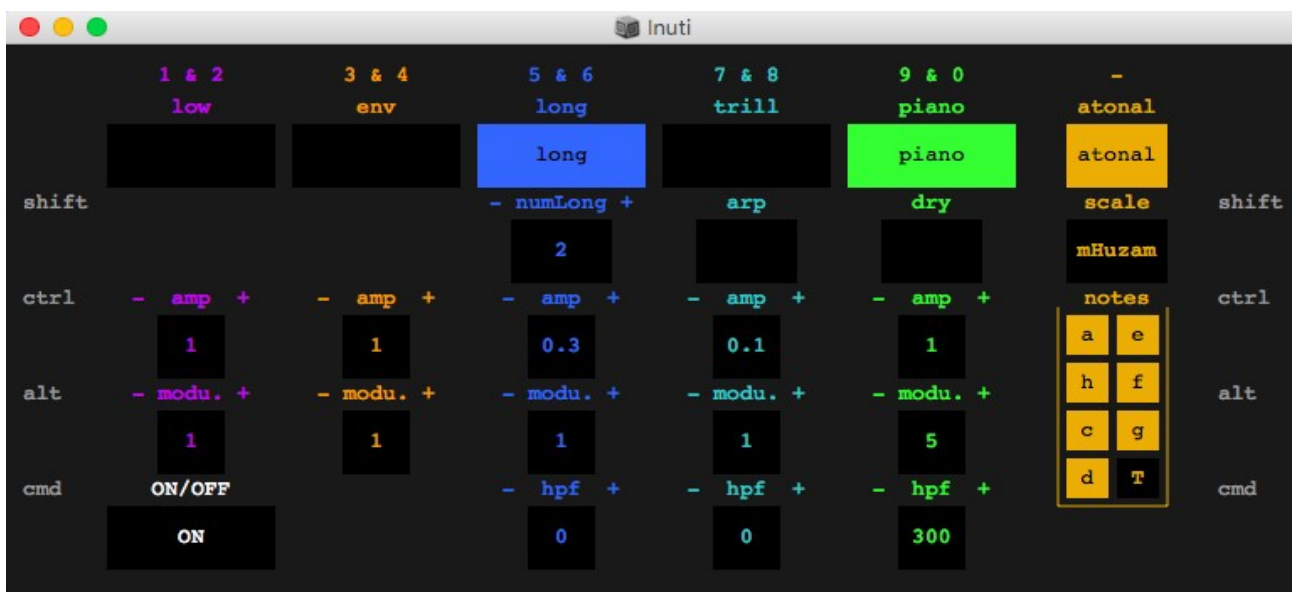 Inuti
1 & 2 3 & 4 5 & 6 7 & 8 9 & 0 -
low env long trill piano atonal
long piano atonal
shift - numLong + arp dry scale shift
2 mHuzam
ctrl - amp + - amp + - amp + - amp + - amp + notes ctrl
1 1 0.3 0.1 1 a e
h f
alt - modu. + - modu. + - modu. + - modu. + - modu. + alt
1 1 1 1 5 c g
cmd ON/OFF - hpf + - hpf + - hpf + d T cmd
ON 0 0 300